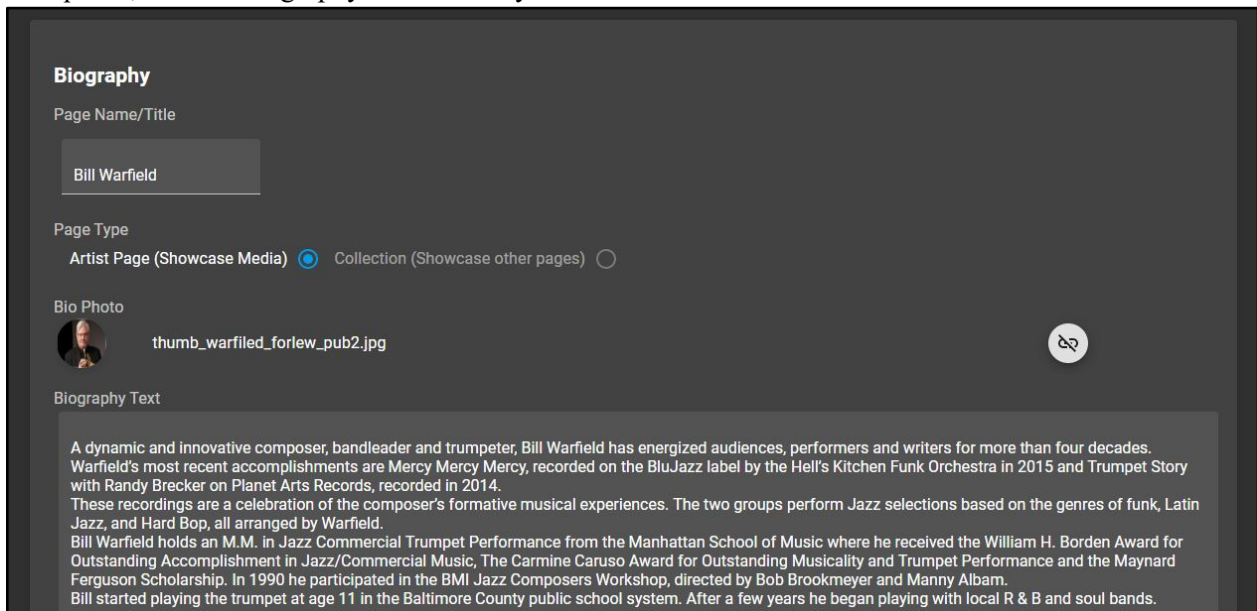 Biography
Page Name/Title
Bill Warfield
Page Type
Artist Page (Showcase Media) Collection (Showcase other pages)
Bio Photo
thumb_warfiled_forlew_pub2.jpg
Biography Text
A dynamic and innovative composer, bandleader and trumpeter, Bill Warfield has energized audiences, performers and writers for more than four decades.
Warfield's most recent accomplishments are Mercy Mercy Mercy, recorded on the BluJazz label by the Hell's Kitchen Funk Orchestra in 2015 and Trumpet Story
with Randy Brecker on Planet Arts Records, recorded in 2014.
These recordings are a celebration of the composer's formative musical experiences. The two groups perform Jazz selections based on the genres of funk, Latin
Jazz, and Hard Bop, all arranged by Warfield.
Bill Warfield holds an M.M. in Jazz Commercial Trumpet Performance from the Manhattan School of Music where he received the William H. Borden Award for
Outstanding Accomplishment in Jazz/Commercial Music, The Carmine Caruso Award for Outstanding Musicality and Trumpet Performance and the Maynard
Ferguson Scholarship. In 1990 he participated in the BMI Jazz Composers Workshop, directed by Bob Brookmeyer and Manny Albam.
Bill started playing the trumpet at age 11 in the Baltimore County public school system. After a few years he began playing with local R & B and soul bands.